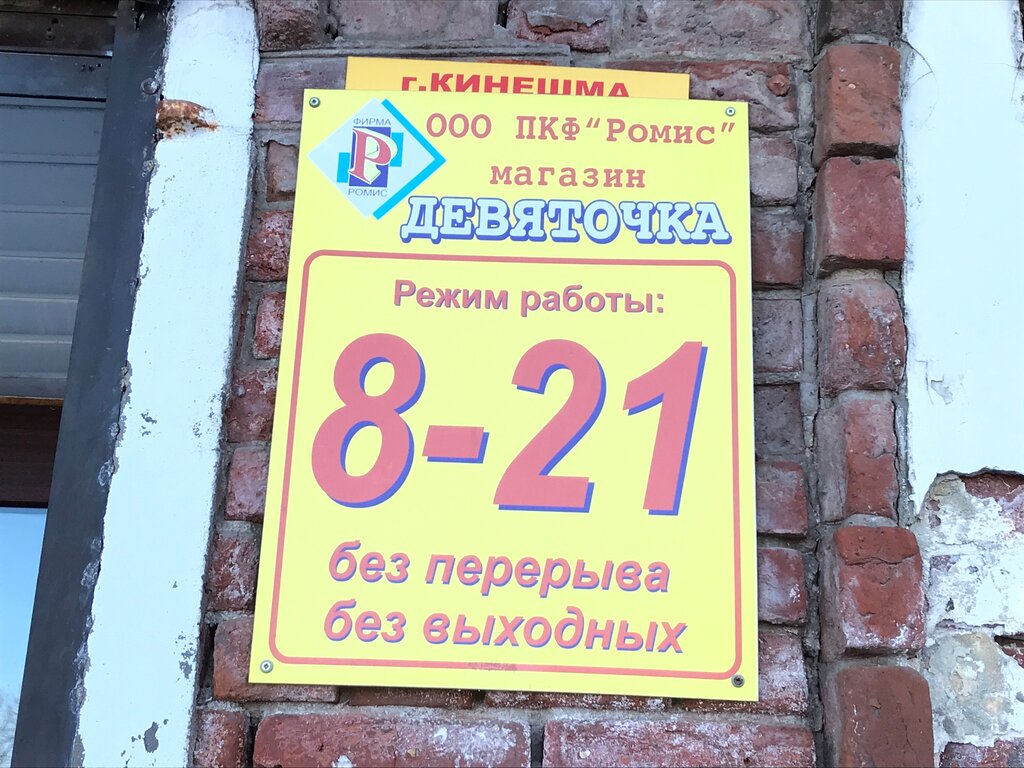 г.КИНЕШМА
ФИРМА
Р
РОМИС
ООО ПКФ“Ромис”
магазин
ДЕВЯТОЧКА
Режим работы:
8-21
без перерыва
без выходных